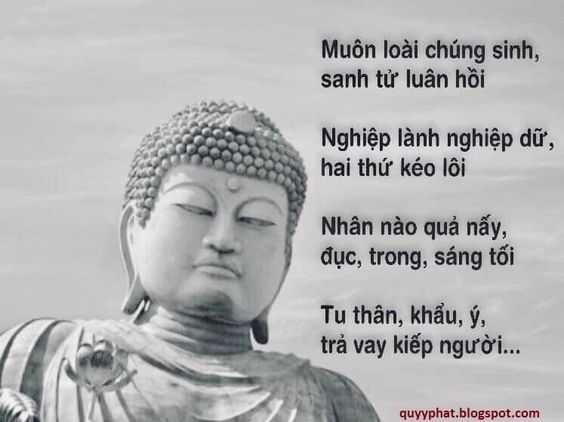 Muôn loài chúng sinh,
sanh tử luân hồi
Nghiệp lành nghiệp dữ,
hai thứ kéo lôi
Nhân nào quả nấy,
đục, trong, sáng tối
Tu thân, khẩu, ý,
trả vay kiếp người...
quyyphat.blogspot.com